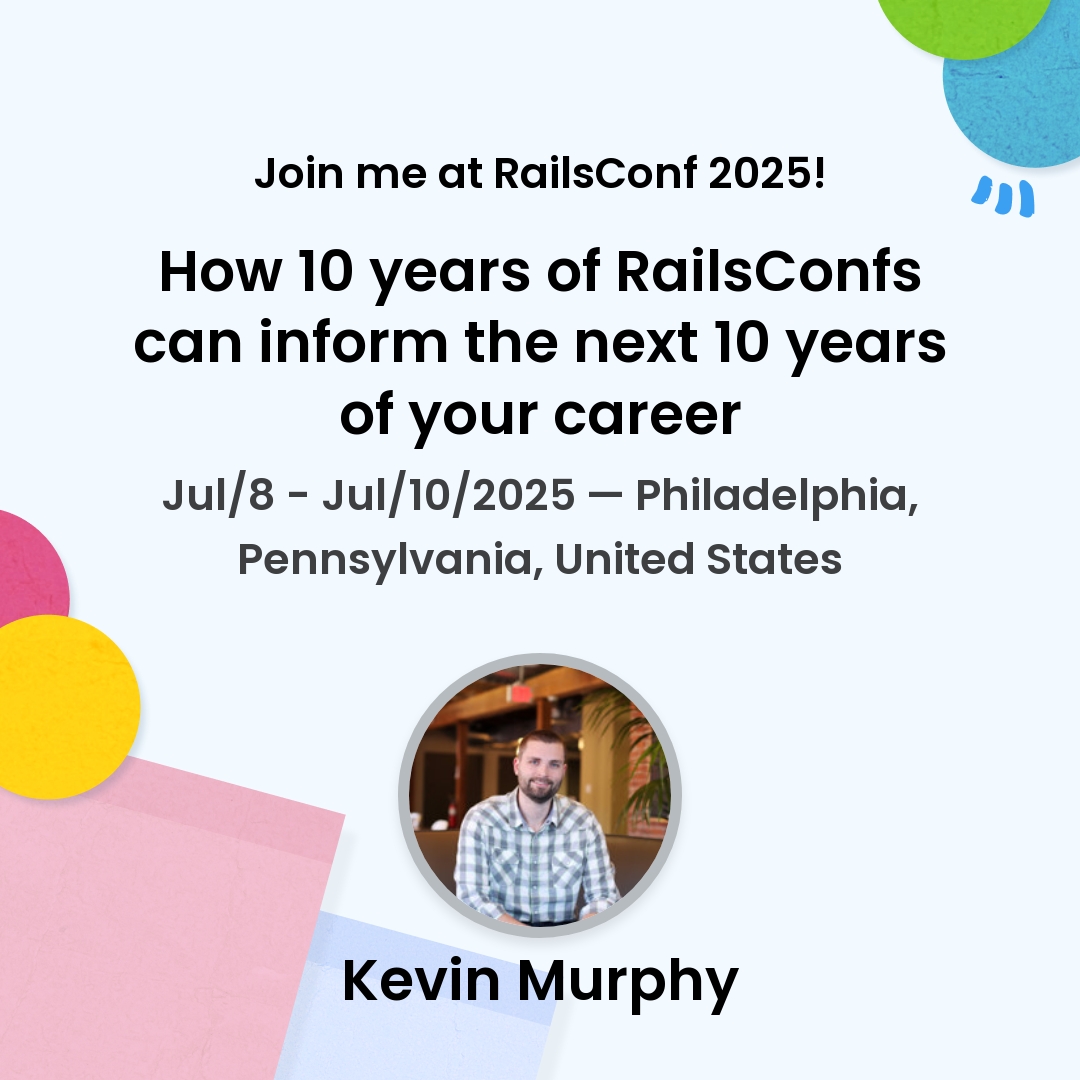 Join me at RailsConf 2025!
How 10 years of RailsConfs
can inform the next 10 years
of your career
Jul/8 - Jul/10/2025 — Philadelphia,
Pennsylvania, United States
Kevin Murphy